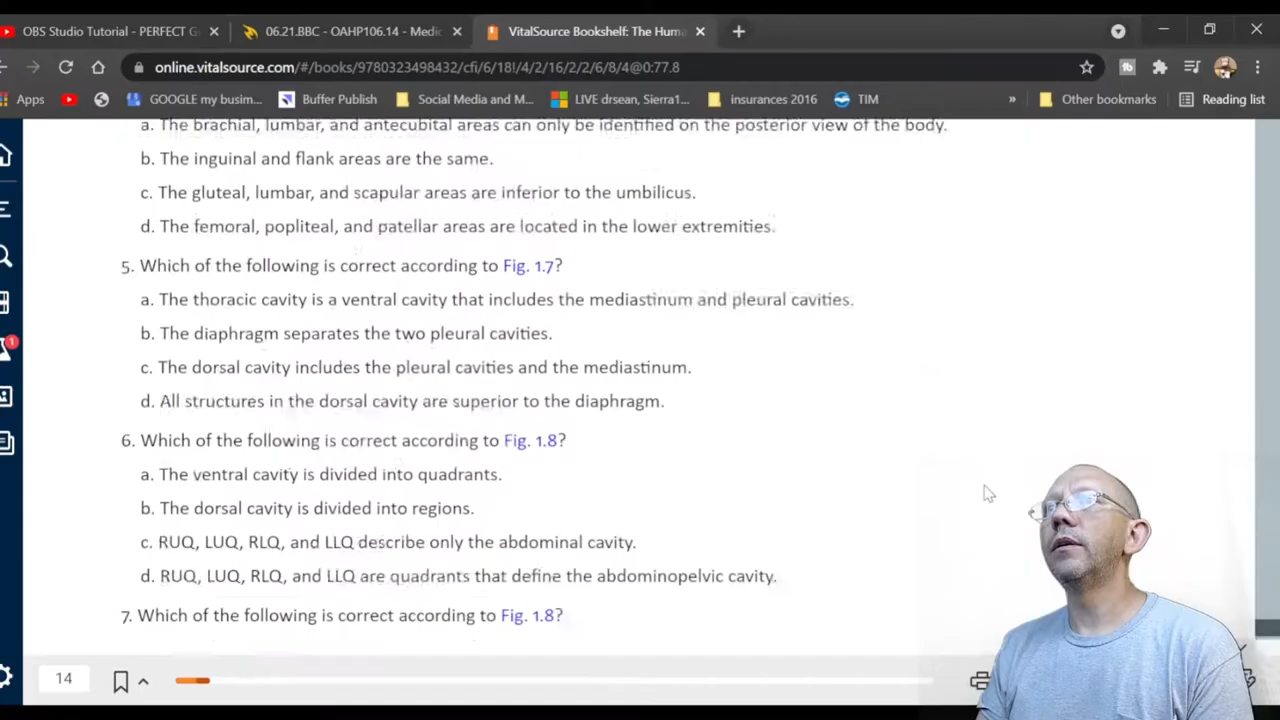 OBS Studio Tutorial - PERFECT G
06.21.BBC - OAHP106.14 - Medic
VitalSource Bookshelf: The Huma
online.vitalsource.com/#/books/9780323498432/cfi/6/18!/4/2/16/2/2/6/8/4@0:77.8
Apps
GOOGLE my busim...
Buffer Publish
Social Media and M...
LIVE drsean, Sierra1...
insurances 2016
TIM
»
Other bookmarks
Reading list
a. The brachial, lumbar, and antecubital areas can only be identified on the posterior view of the body.
b. The inguinal and flank areas are the same.
c. The gluteal, lumbar, and scapular areas are inferior to the umbilicus.
d. The femoral, popliteal, and patellar areas are located in the lower extremities.
5. Which of the following is correct according to Fig. 1.7?
a. The thoracic cavity is a ventral cavity that includes the mediastinum and pleural cavities.
b. The diaphragm separates the two pleural cavities.
c. The dorsal cavity includes the pleural cavities and the mediastinum.
d. All structures in the dorsal cavity are superior to the diaphragm.
6. Which of the following is correct according to Fig. 1.8?
a. The ventral cavity is divided into quadrants.
b. The dorsal cavity is divided into regions.
c. RUQ, LUQ, RLQ, and LLQ describe only the abdominal cavity.
d. RUQ, LUQ, RLQ, and LLQ are quadrants that define the abdominopelvic cavity.
7. Which of the following is correct according to Fig. 1.8?
1
14